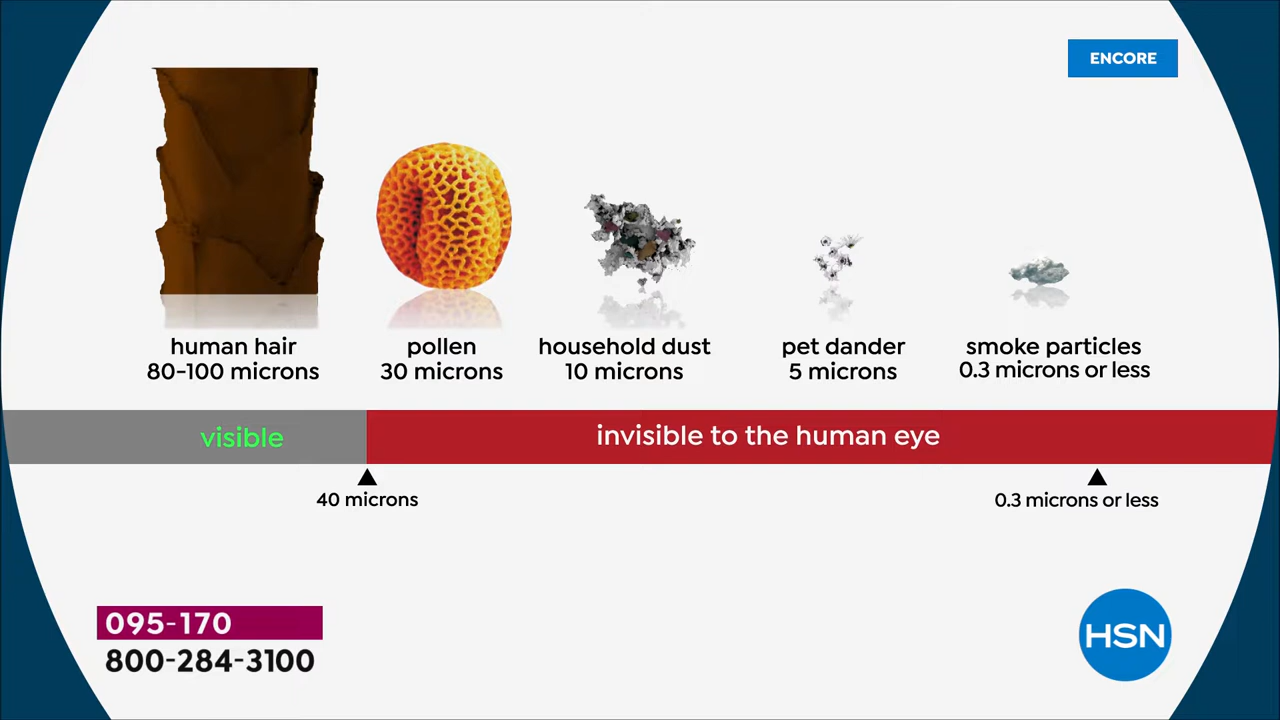 ENCORE
human hair
80-100 microns
pollen
30 microns
household dust
10 microns
pet dander
5 microns
smoke particles
0.3 microns or less
visible
invisible to the human eye
40 microns
0.3 microns or less
095-170
800-284-3100
HSN